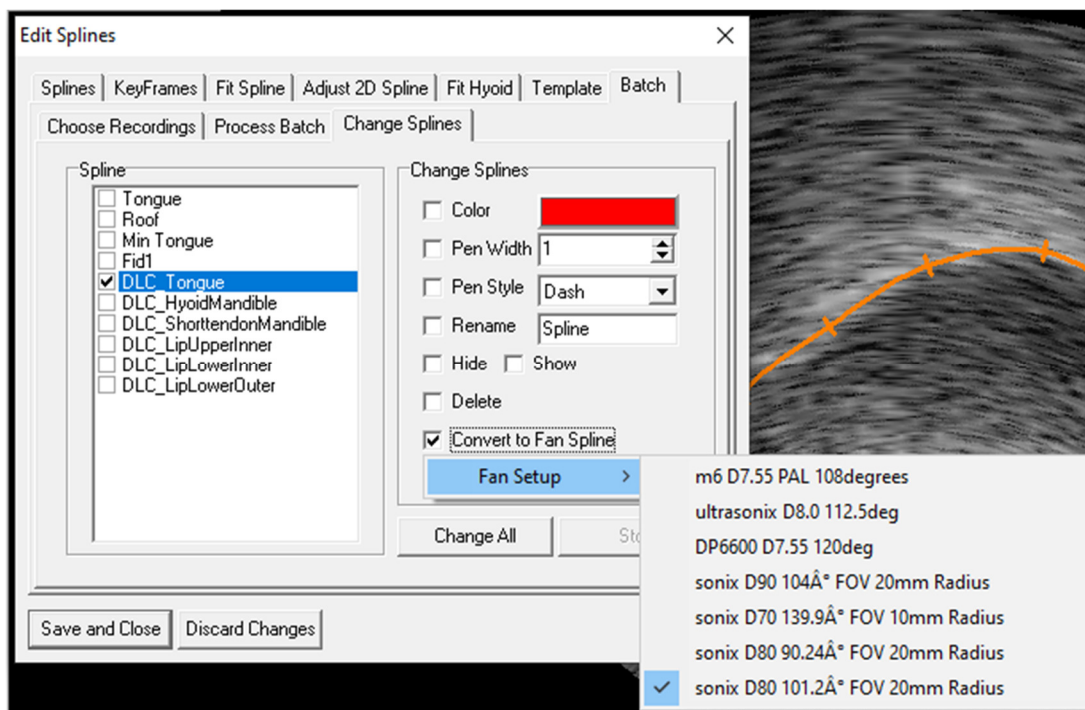 Edit Splines
Splines KeyFrames Fit Spline Adjust 2D Spline Fit Hyoid Template Batch
Choose Recordings Process Batch Change Splines
Spline
Tongue
Roof
Min Tongue
Fid1
DLC_Tongue
DLC_HyoidMandible
DLC_ShorttendonMandible
DLC_LipUpperInner
DLC_LipLowerInner
DLC_LipLowerOuter
Change Splines
Color
Pen Width 1
Pen Style Dash
Rename Spline
Hide Show
Delete
Convert to Fan Spline
Fan Setup >
Change All
m6 D7.55 PAL 108degrees
ultrasonix D8.0 112.5deg
DP6600 D7.55 120deg
sonix D90 104Â° FOV 20mm Radius
sonix D70 139.9Â° FOV 10mm Radius
sonix D80 90.24Â° FOV 20mm Radius
sonix D80 101.2Â° FOV 20mm Radius
Save and Close Discard Changes